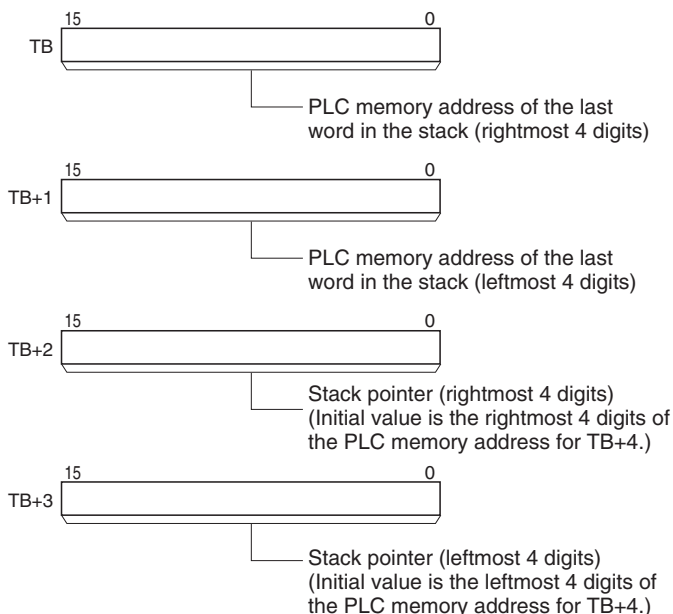 15 0
TB
PLC memory address of the last
word in the stack (rightmost 4 digits)
15 0
TB+1
PLC memory address of the last
word in the stack (leftmost 4 digits)
15 0
TB+2
Stack pointer (rightmost 4 digits)
(Initial value is the rightmost 4 digits of
the PLC memory address for TB+4.)
15 0
TB+3
Stack pointer (leftmost 4 digits)
(Initial value is the leftmost 4 digits of
the PLC memory address for TB+4.)